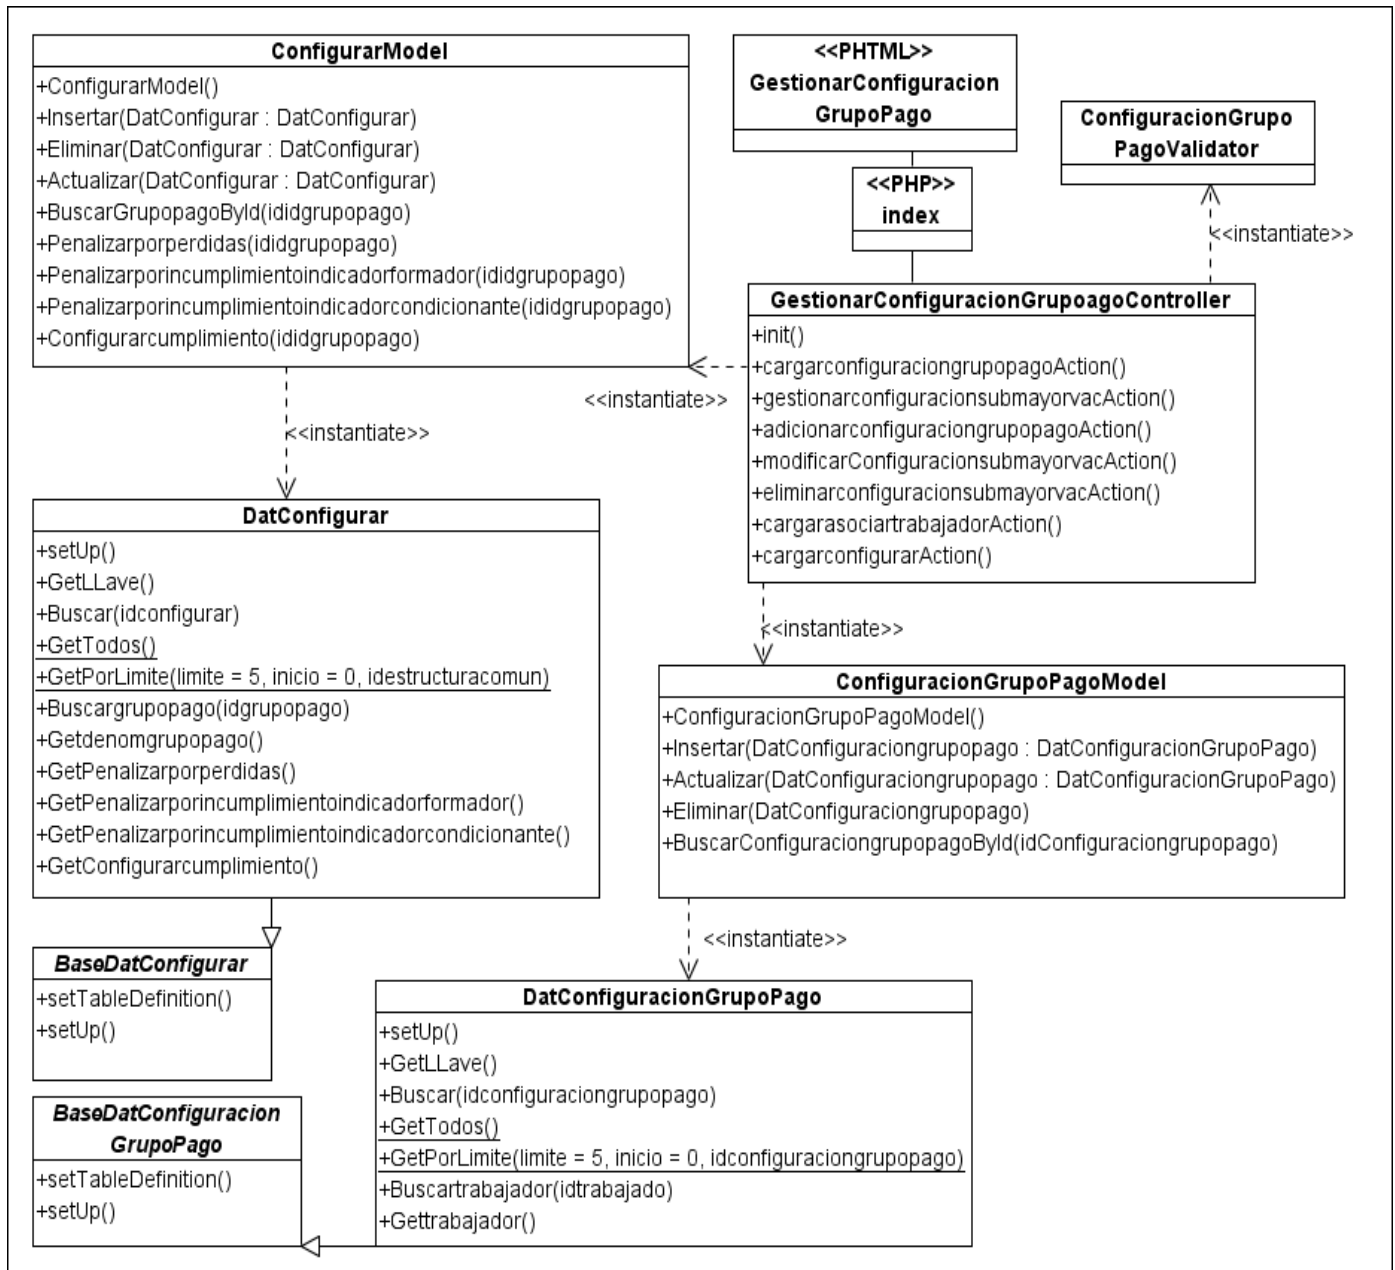 ConfigurarModel
+ConfigurarModel()
+Insertar(DatConfigurar : DatConfigurar)
+Eliminar(DatConfigurar : DatConfigurar)
+Actualizar(DatConfigurar : DatConfigurar)
+BuscarGrupopagoById(ididgrupopago)
+Penalizarporperdidas(ididgrupopago)
+Penalizarporincumplimientoindicadorformador(ididgrupopago)
+Penalizarporincumplimientoindicadorcondicionante(ididgrupopago)
+Configurarcumplimiento(ididgrupopago)
<<PHTML>>
GestionarConfiguracion
GrupoPago
<<PHP>>
index
ConfiguracionGrupo
PagoValidator
<<instantiate>>
GestionarConfiguracionGrupoagoController
+init()
+cargarconfiguraciongrupopagoAction()
+gestionarconfiguracionsubmayorvacAction()
+adicionarconfiguraciongrupopagoAction()
+modificarConfiguracionsubmayorvacAction()
+eliminarconfiguracionsubmayorvacAction()
+cargarasociartrabajadorAction()
+cargarconfigurarAction()
<<instantiate>>
<<instantiate>>
DatConfigurar
+setUp()
+GetLLave()
+Buscar(idconfigurar)
+GetTodos()
+GetPorLimite(limite = 5, inicio = 0, idestructuracomun)
+Buscargrupopago(idgrupopago)
+Getdenomgrupopago()
+GetPenalizarporperdidas()
+GetPenalizarporincumplimientoindicadorformador()
+GetPenalizarporincumplimientoindicadorcondicionante()
+GetConfigurarcumplimiento()
<<instantiate>>
ConfiguracionGrupoPagoModel
+ConfiguracionGrupoPagoModel()
+Insertar(DatConfiguraciongrupopago : DatConfiguracionGrupoPago)
+Actualizar(DatConfiguraciongrupopago : DatConfiguracionGrupoPago)
+Eliminar(DatConfiguraciongrupopago)
+BuscarConfiguraciongrupopagoById(idConfiguraciongrupopago)
<<instantiate>>
BaseDatConfigurar
+setTableDefinition()
+setUp()
BaseDatConfiguracion
GrupoPago
+setTableDefinition()
+setUp()
DatConfiguracionGrupoPago
+setUp()
+GetLLave()
+Buscar(idconfiguraciongrupopago)
+GetTodos()
+GetPorLimite(limite = 5, inicio = 0, idconfiguraciongrupopago)
+Buscartrabajador(idtrabajado)
+Gettrabajador()